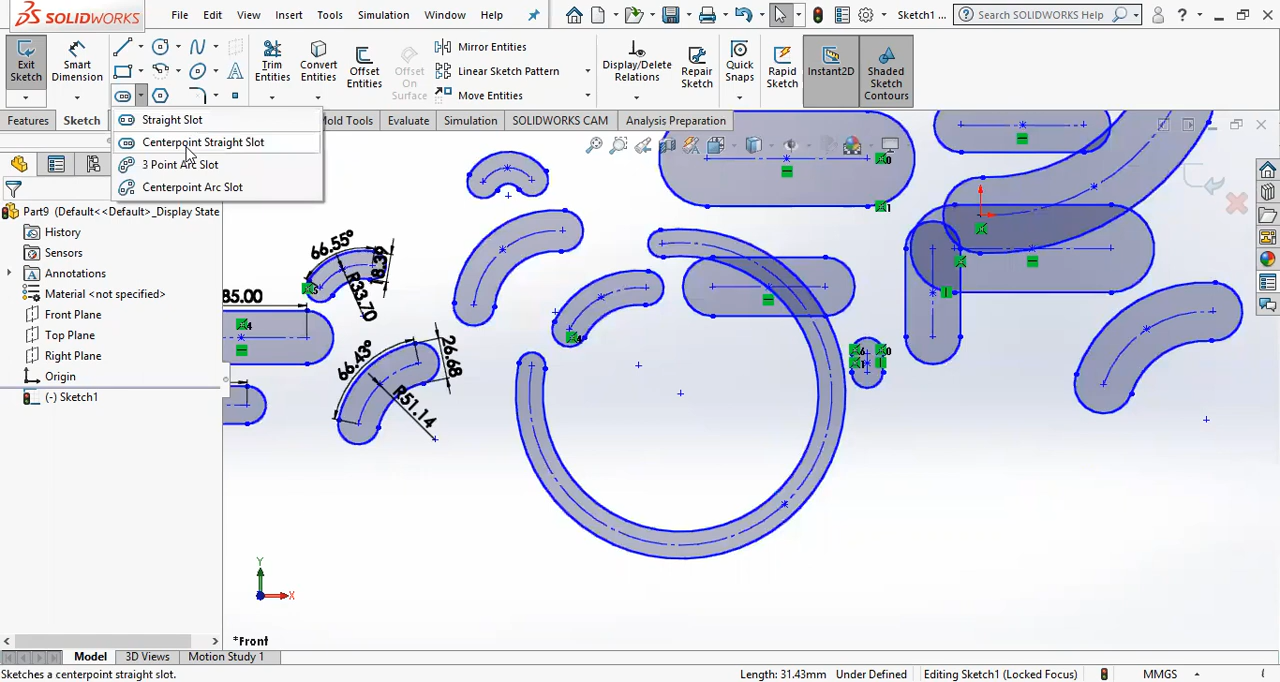 SOLIDWORKS
File Edit View Insert Tools Simulation Window Help
Sketch1 ...
Search SOLIDWORKS Help
Exit Sketch
Smart Dimension
Trim Entities
Convert Entities
Offset Entities
Offset On Surface
Mirror Entities
Linear Sketch Pattern
Move Entities
Display/Delete Relations
Repair Sketch
Quick Snaps
Rapid Sketch
Instant2D
Shaded Sketch Contours
Features Sketch Mold Tools Evaluate Simulation SOLIDWORKS CAM Analysis Preparation
Straight Slot
Centerpoint Straight Slot
3 Point Arc Slot
Centerpoint Arc Slot
Part9 (Default<<Default>_Display State
History
Sensors
Annotations
Material <not specified>
Front Plane
Top Plane
Right Plane
Origin
(-) Sketch1
66.55°
R33.70
66.43°
26.68
R51.14
*Front
Y
X
Model 3D Views Motion Study 1
Sketches a centerpoint straight slot.
Length: 31.43mm Under Defined Editing Sketch1 (Locked Focus) MMGS